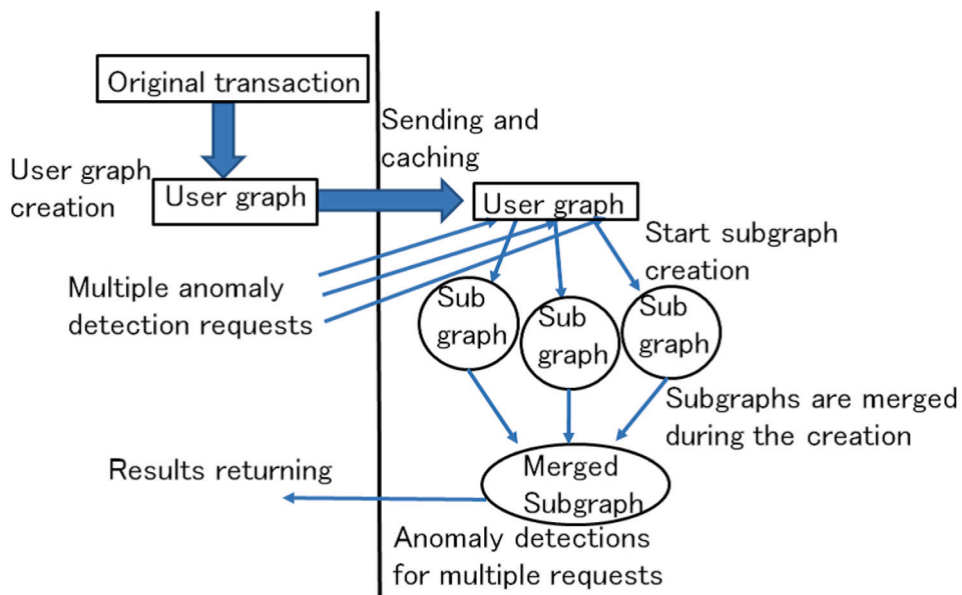 Original transaction
Sending and
caching
User graph
creation
User graph
User graph
Start subgraph
creation
Multiple anomaly
detection requests
Sub
graph
Sub
graph
Sub
graph
Subgraphs are merged
during the creation
Results returning
Merged
Subgraph
Anomaly detections
for multiple requests